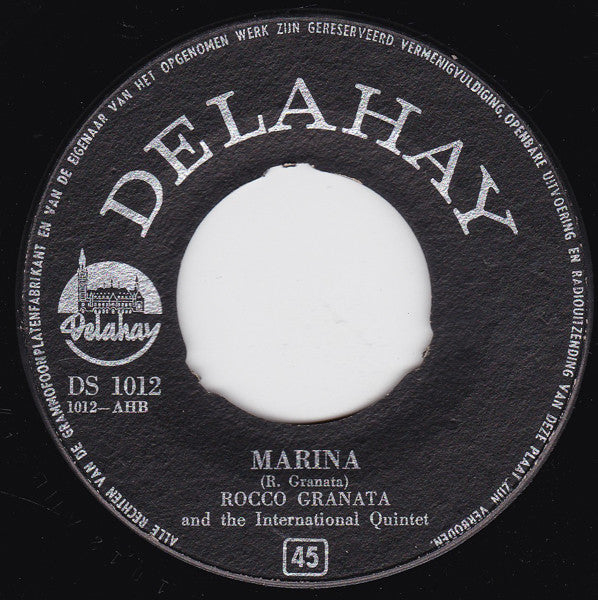 ALLE RECHTEN VAN DE GRAMMOFOONPLATENFABRIKANT EN VAN DE EIGENAAR VAN HET OPGENOMEN WERK ZIJN GERESERVEERD. VERMENIGVULDIGING, OPENBARE UITVOERING EN RADIOUITZENDING VAN DEZE PLAAT ZIJN VERBODEN.
DELAHAY
Delahay
DS 1012
1012—AHB
MARINA
(R. Granata)
ROCCO GRANATA
and the International Quintet
45